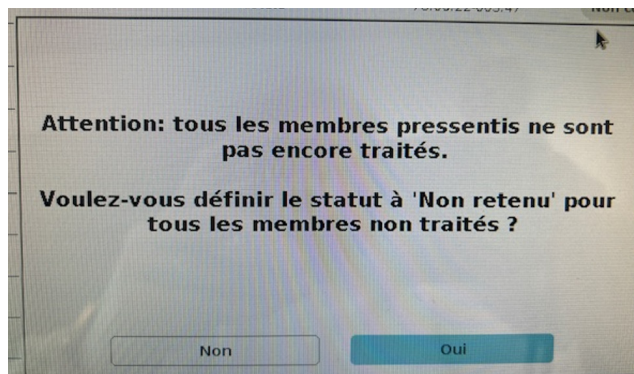 Attention: tous les membres pressentis ne sont
pas encore traités.
Voulez-vous définir le statut à 'Non retenu' pour
tous les membres non traités ?
Non
Oui